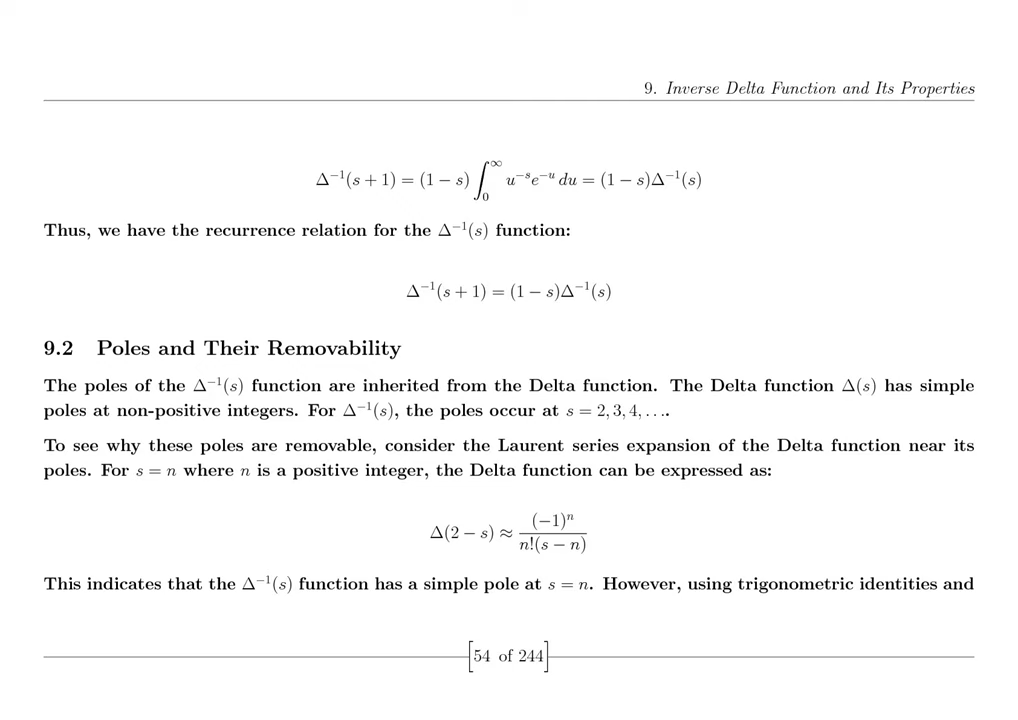 9. Inverse Delta Function and Its Properties
Δ⁻¹(s + 1) = (1 − s) ∫₀^∞ u⁻ˢe⁻ᵘ du = (1 − s)Δ⁻¹(s)
Thus, we have the recurrence relation for the Δ⁻¹(s) function:
Δ⁻¹(s + 1) = (1 − s)Δ⁻¹(s)
9.2 Poles and Their Removability
The poles of the Δ⁻¹(s) function are inherited from the Delta function. The Delta function Δ(s) has simple
poles at non-positive integers. For Δ⁻¹(s), the poles occur at s = 2, 3, 4, . . ..
To see why these poles are removable, consider the Laurent series expansion of the Delta function near its
poles. For s = n where n is a positive integer, the Delta function can be expressed as:
Δ(2 − s) ≈ (−1)ⁿ / n!(s − n)
This indicates that the Δ⁻¹(s) function has a simple pole at s = n. However, using trigonometric identities and
[54 of 244]